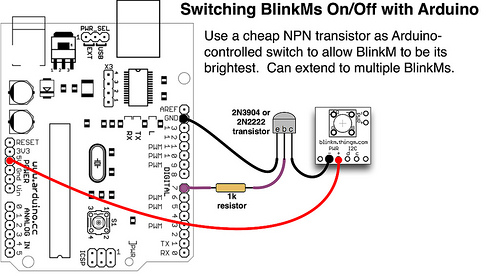 Switching BlinkMs On/Off with Arduino
Use a cheap NPN transistor as Arduino-
controlled switch to allow BlinkM to be its
brightest. Can extend to multiple BlinkMs.
PWR_SEL
EXT
USB
X3
AREF
GND
2N3904 or
2N2222
transistor
e b c
blinkm.thingm.com
PWR I2C
- + d c
TX
RX
L
RESET
3V3
5V
Gnd
Vin
POWER
www.arduino.cc
13
12
11
10
9
8
7
6
5
4
3
2
1
0
PWM
PWM
PWM
PWM
PWM
PWM
DIGITAL
TX
RX
1k
resistor
S1
ICSP
PWR
0
1
2
3
4
5
ANALOG IN